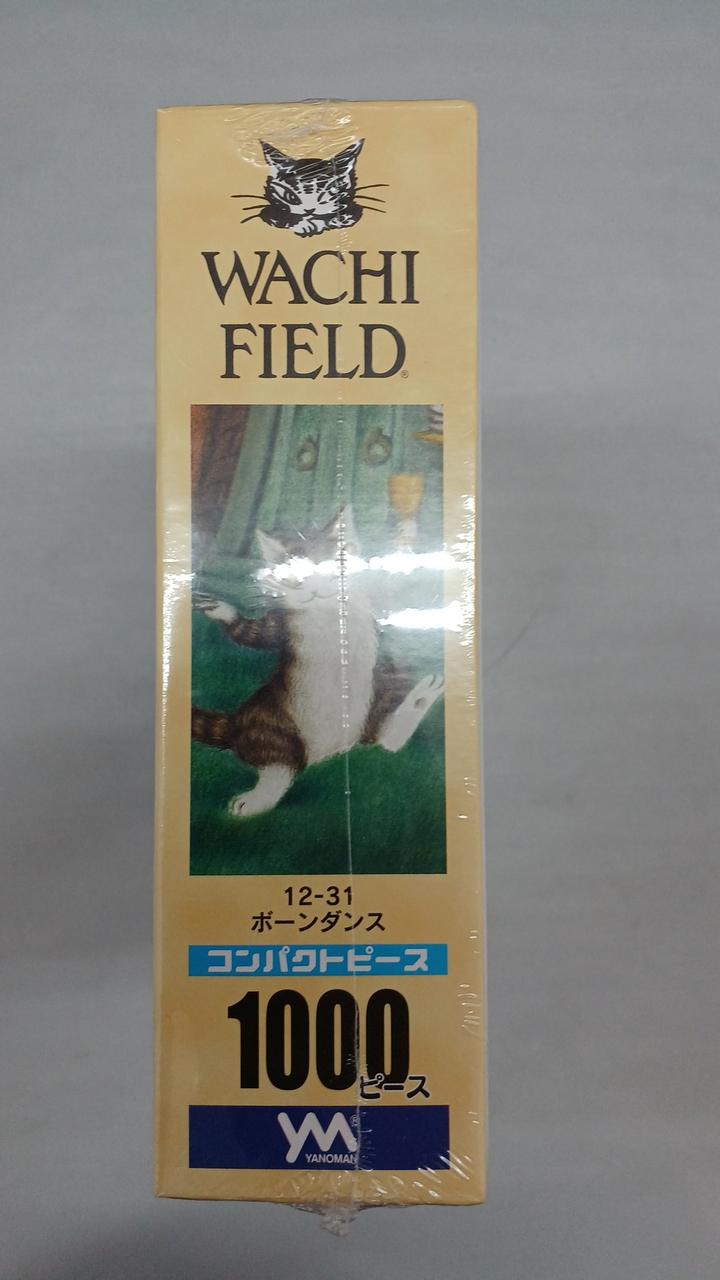 WACHI
FIELD®
12-31
ボーンダンス
コンパクトピース
1000
ピース
YM®
YANOMAN